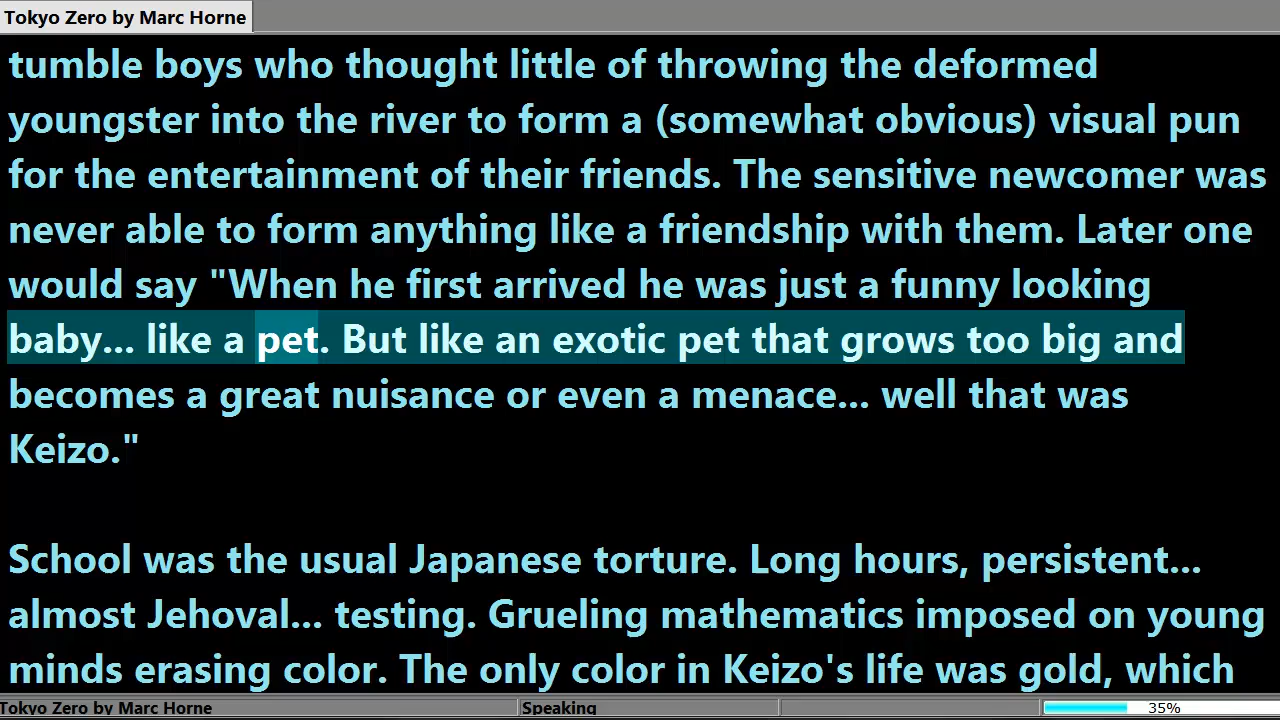 Tokyo Zero by Marc Horne
tumble boys who thought little of throwing the deformed
youngster into the river to form a (somewhat obvious) visual pun
for the entertainment of their friends. The sensitive newcomer was
never able to form anything like a friendship with them. Later one
would say "When he first arrived he was just a funny looking
baby... like a pet. But like an exotic pet that grows too big and
becomes a great nuisance or even a menace... well that was
Keizo."
School was the usual Japanese torture. Long hours, persistent...
almost Jehoval... testing. Grueling mathematics imposed on young
minds erasing color. The only color in Keizo's life was gold, which
Tokyo Zero by Marc Horne
Speaking
35%